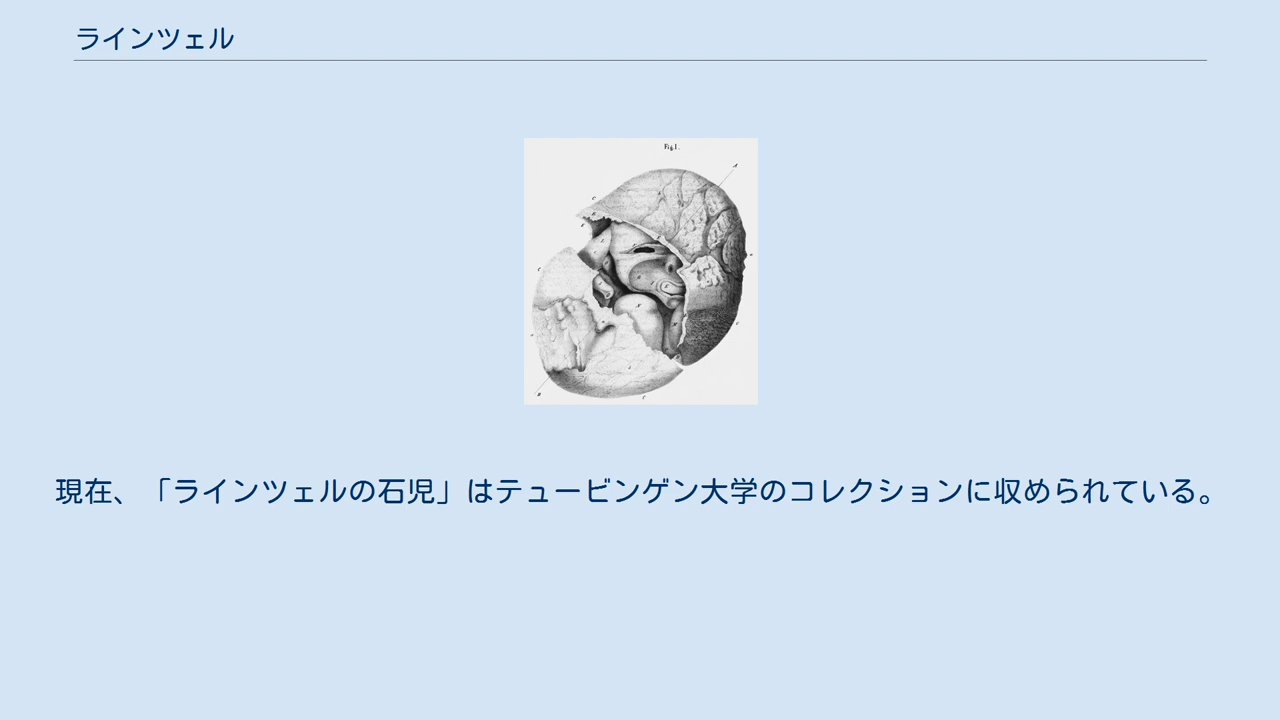 ラインツェル
Fig.1.
現在、「ラインツェルの石児」はテュービンゲン大学のコレクションに収められている。